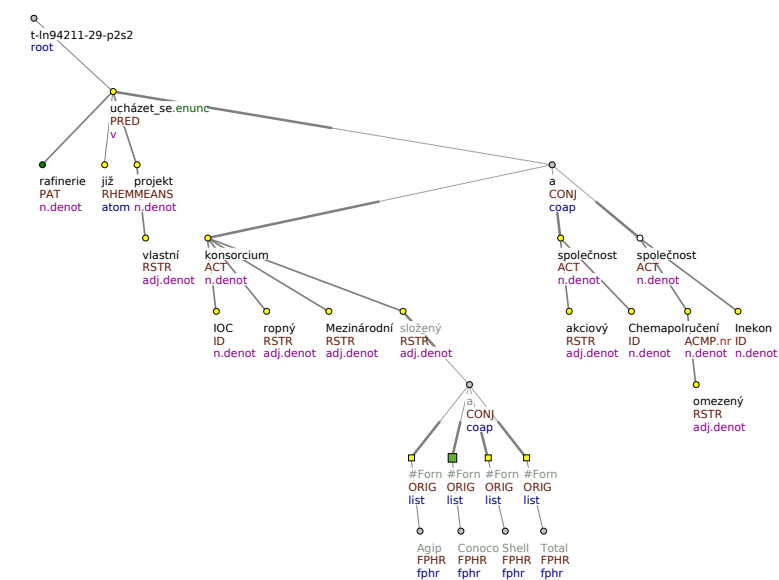 t-ln94211-29-p2s2
root
ucházet_se.enunc
PRED
v
rafinerie již projekt a
PAT RHEM MEANS CONJ
n.denot atom n.denot coap
vlastní konsorcium společnost společnost
RSTR ACT ACT ACT
adj.denot n.denot n.denot n.denot
IOC ropný Mezinárodní složený akciový Chemapol ručení Inekon
ID RSTR RSTR RSTR RSTR ID ACMP.nr ID
n.denot adj.denot adj.denot adj.denot adj.denot n.denot n.denot n.denot
a omezený
CONJ RSTR
coap adj.denot
#Forn #Forn #Forn #Forn
ORIG ORIG ORIG ORIG
list list list list
Agip Conoco Shell Total
FPHR FPHR FPHR FPHR
fphr fphr fphr fphr